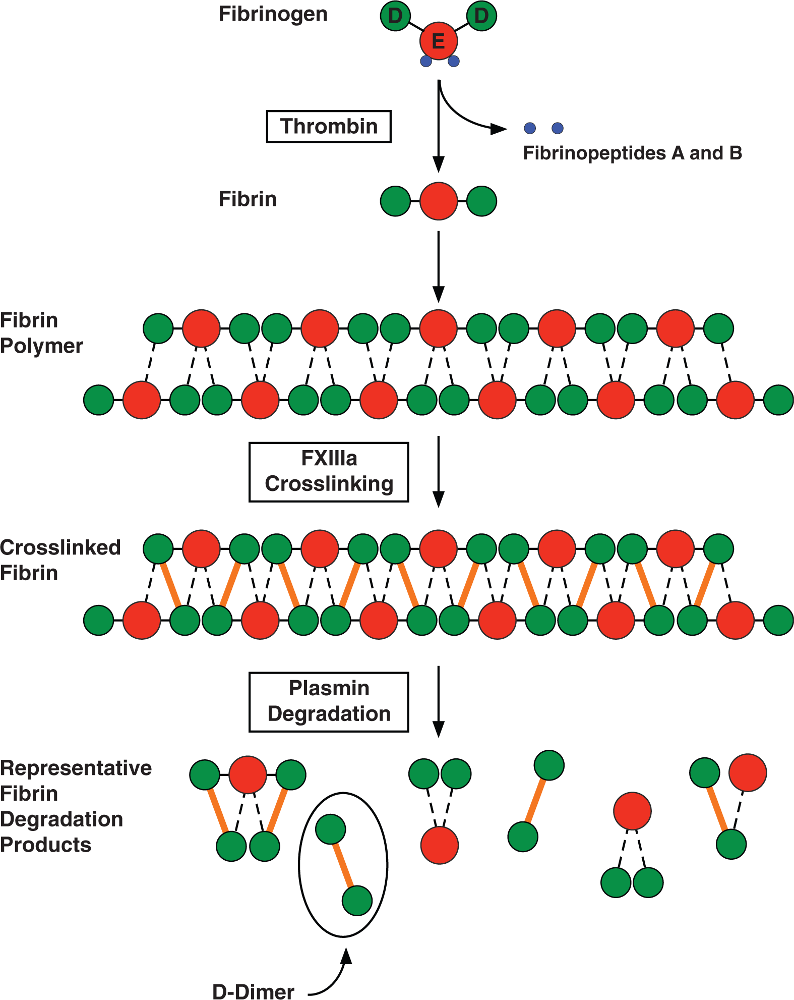 Fibrinogen
D
D
E
Thrombin
Fibrinopeptides A and B
Fibrin
Fibrin
Polymer
FXIIIa
Crosslinking
Crosslinked
Fibrin
Plasmin
Degradation
Representative
Fibrin
Degradation
Products
D-Dimer